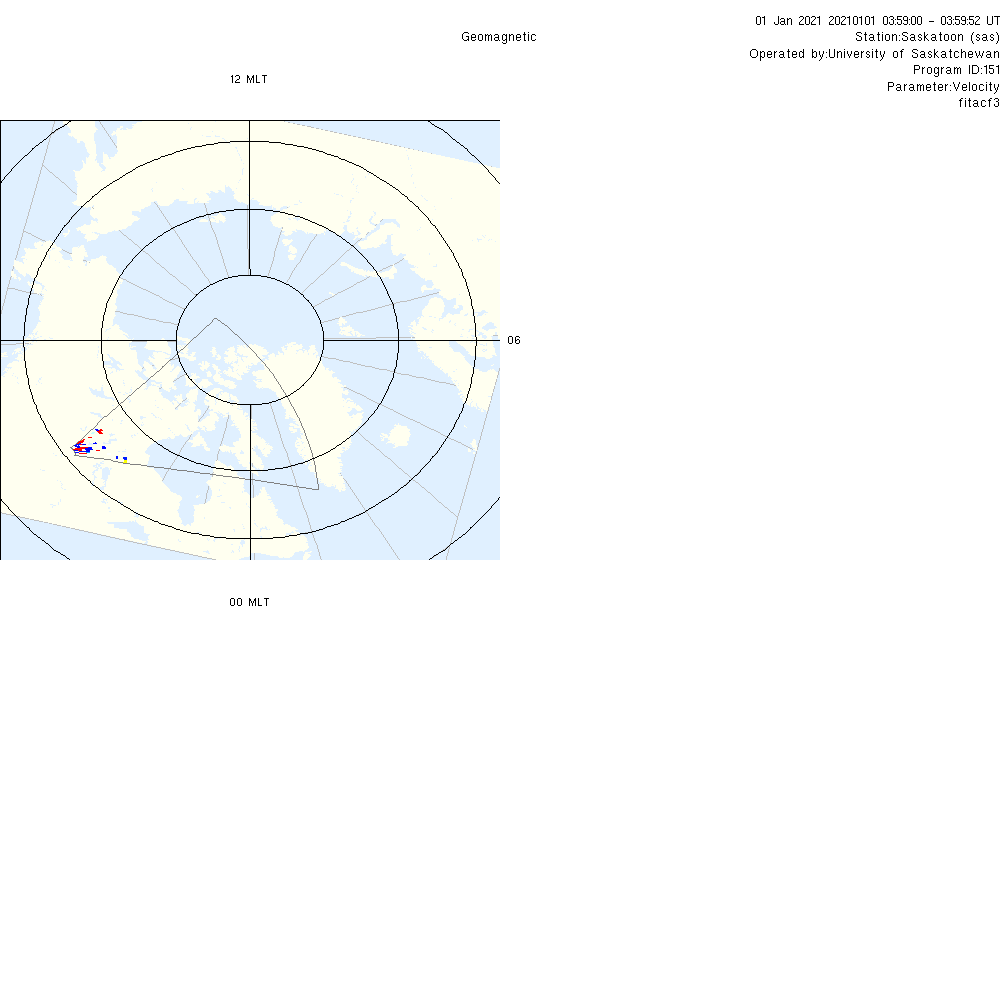 01 Jan 2021 20210101 03:59:00 - 03:59:52 UT
Geomagnetic
Station:Saskatoon (sas)
Operated by:University of Saskatchewan
Program ID:151
Parameter:Velocity
fitacf3
12 MLT
06
00 MLT